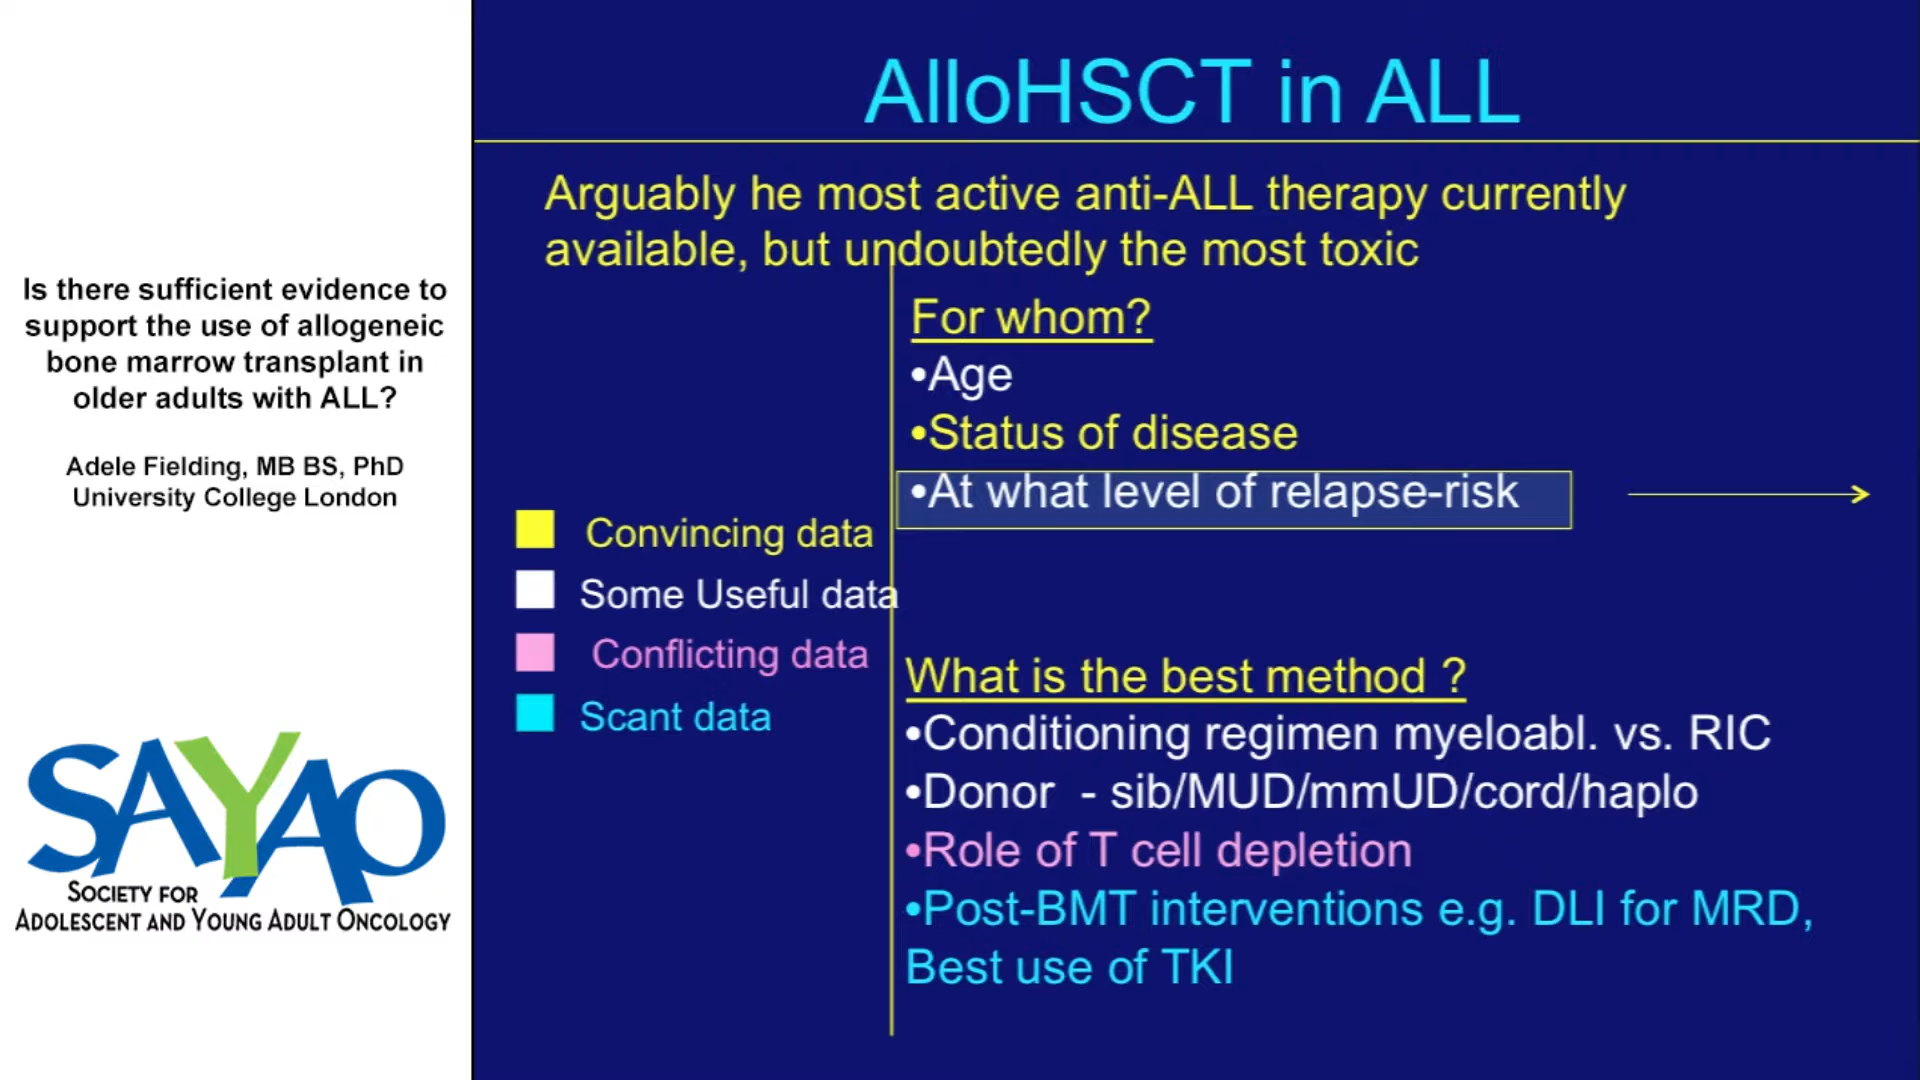 Is there sufficient evidence to
support the use of allogeneic
bone marrow transplant in
older adults with ALL?
Adele Fielding, MB BS, PhD
University College London
SAYAO
SOCIETY FOR
ADOLESCENT AND YOUNG ADULT ONCOLOGY
AlloHSCT in ALL
Arguably he most active anti-ALL therapy currently
available, but undoubtedly the most toxic
Convincing data
Some Useful data
Conflicting data
Scant data
For whom?
•Age
•Status of disease
•At what level of relapse-risk
What is the best method ?
•Conditioning regimen myeloabl. vs. RIC
•Donor - sib/MUD/mmUD/cord/haplo
•Role of T cell depletion
•Post-BMT interventions e.g. DLI for MRD,
Best use of TKI